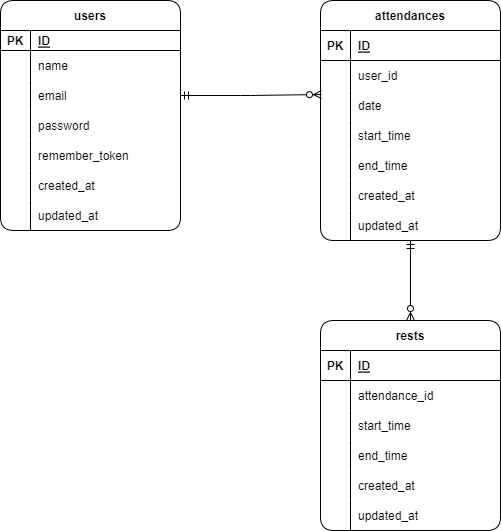 users
PK ID
name
email
password
remember_token
created_at
updated_at
attendances
PK ID
user_id
date
start_time
end_time
created_at
updated_at
rests
PK ID
attendance_id
start_time
end_time
created_at
updated_at